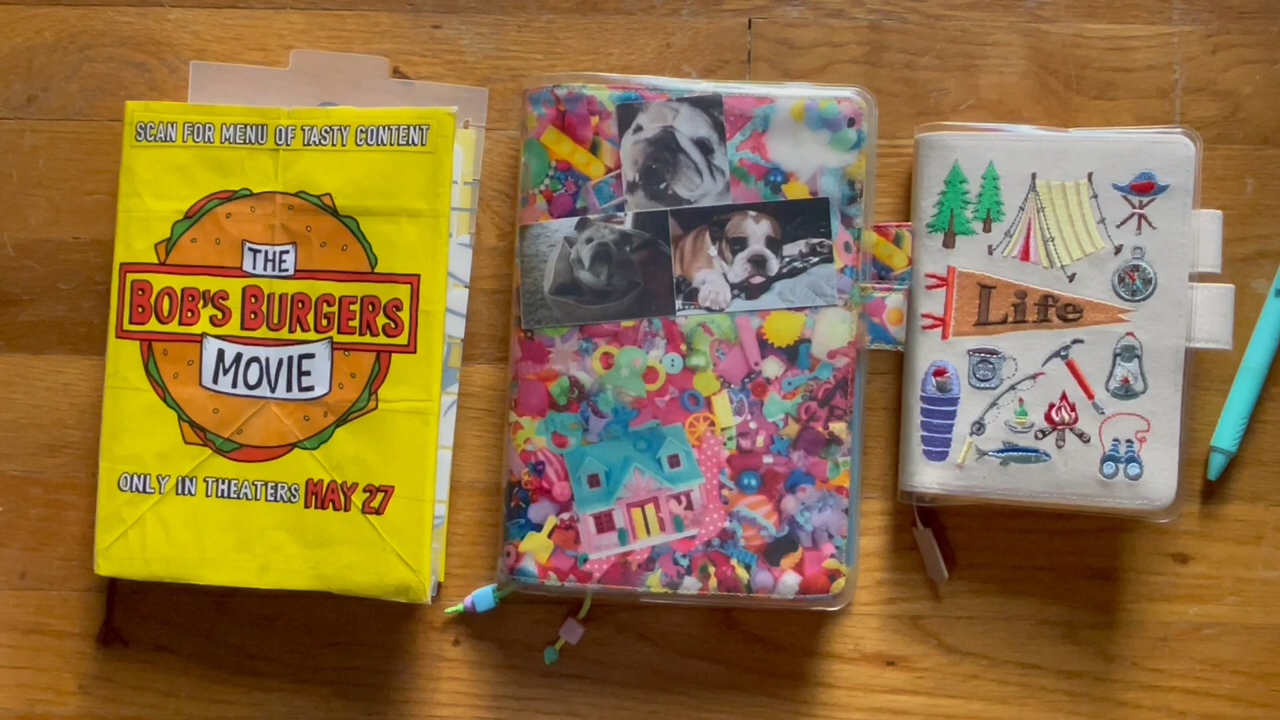 SCAN FOR MENU OF TASTY CONTENT
THE
BOB'S BURGERS
MOVIE
ONLY IN THEATERS MAY 27
Life